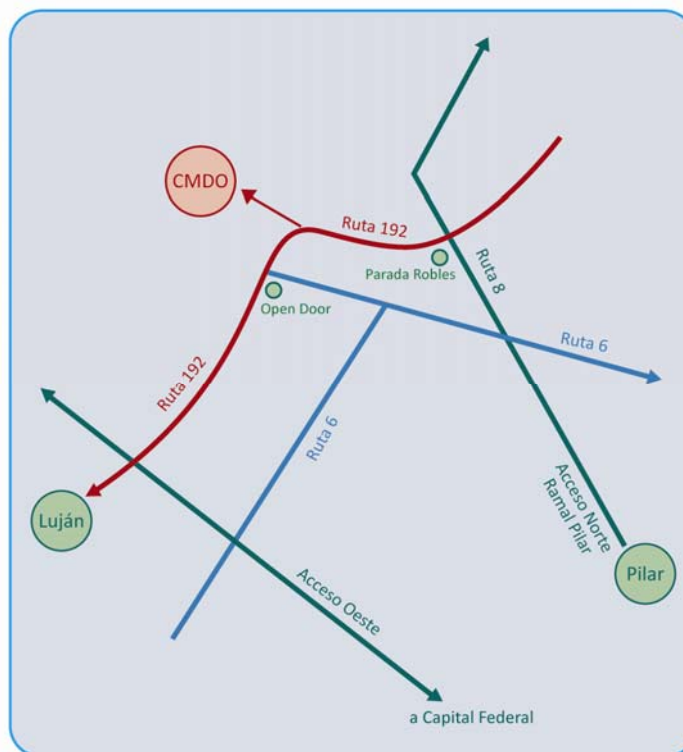 CMDO
Ruta 192
Parada Robles
Ruta 8
Open Door
Ruta 6
Ruta 192
Ruta 6
Luján
Acceso Norte
Ramal Pilar
Pilar
Acceso Oeste
a Capital Federal